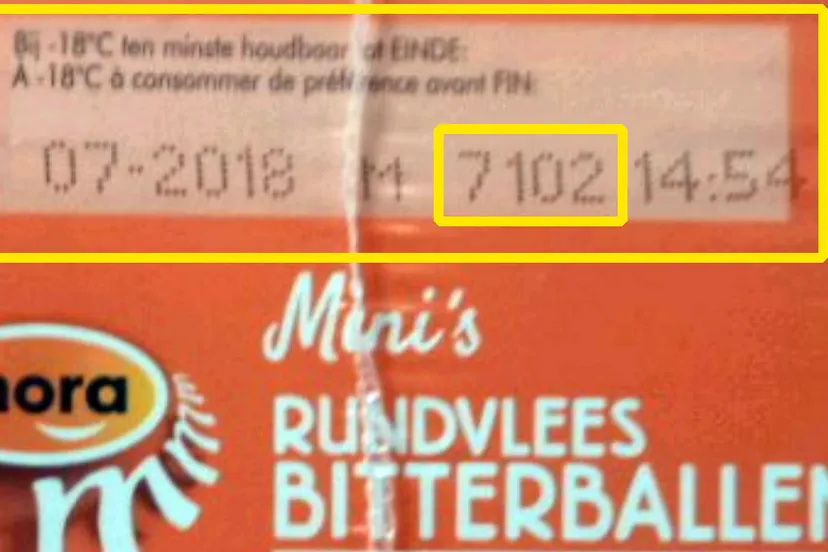 Bij -18°C ten minste houdbaar tot EINDE:
À -18°C à consommer de préférence avant FIN:
07-2018 M 7102 14:54
Mini's
mora
RUNDVLEES
BITTERBALLEN